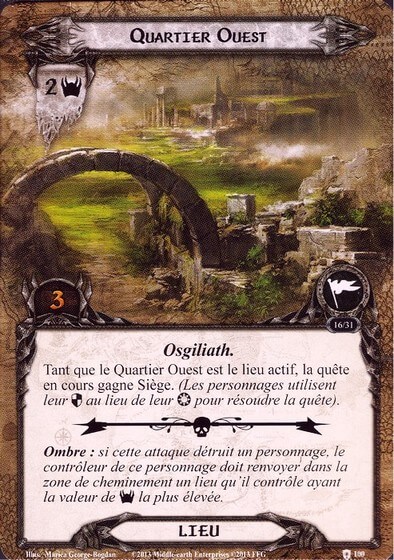 Quartier Ouest
2
3
16/31
Osgiliath.
Tant que le Quartier Ouest est le lieu actif, la quête
en cours gagne Siège. (Les personnages utilisent
leur au lieu de leur pour résoudre la quête).
Ombre : si cette attaque détruit un personnage, le
contrôleur de ce personnage doit renvoyer dans la
zone de cheminement un lieu qu'il contrôle ayant
la valeur de la plus élevée.
LIEU
Illus. Marica George-Bogdan ©2013 Middle-earth Enterprises ©2013 FFG 100